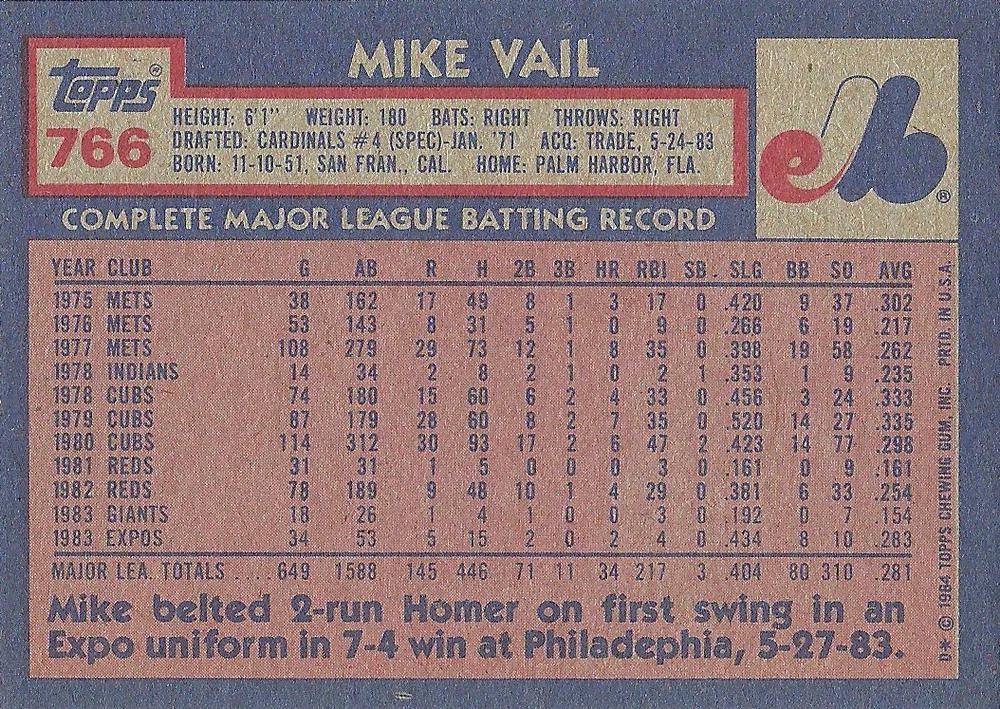 MIKE VAIL
Topps®
766
HEIGHT: 6'1" WEIGHT: 180 BATS: RIGHT THROWS: RIGHT
DRAFTED: CARDINALS #4 (SPEC)-JAN. '71 ACQ: TRADE, 5-24-83
BORN: 11-10-51, SAN FRAN., CAL. HOME: PALM HARBOR, FLA.
eb®
COMPLETE MAJOR LEAGUE BATTING RECORD
YEAR CLUB G AB R H 2B 3B HR RBI SB. SLG BB SO AVG
1975 METS 38 162 17 49 8 1 3 17 0 .420 9 37 .302
1976 METS 53 143 8 31 5 1 0 9 0 .266 6 19 .217
1977 METS 108 279 29 73 12 1 8 35 0 .398 19 58 .262
1978 INDIANS 14 34 2 8 2 1 0 2 1 .353 1 9 .235
1978 CUBS 74 180 15 60 6 2 4 33 0 .456 3 24 .333
1979 CUBS 87 179 28 60 8 2 7 35 0 .520 14 27 .335
1980 CUBS 114 312 30 93 17 2 6 47 2 .423 14 77 .298
1981 REDS 31 31 1 5 0 0 0 3 0 .161 0 9 .161
1982 REDS 78 189 9 48 10 1 4 29 0 .381 6 33 .254
1983 GIANTS 18 26 1 4 1 0 0 3 0 .192 0 7 .154
1983 EXPOS 34 53 5 15 2 0 2 4 0 .434 8 10 .283
MAJOR LEA. TOTALS .... 649 1588 145 446 71 11 34 217 3 .404 80 310 .281
Mike belted 2-run Homer on first swing in an
Expo uniform in 7-4 win at Philadephia, 5-27-83.
D* © 1984 TOPPS CHEWING GUM, INC. PRTD. IN U.S.A.